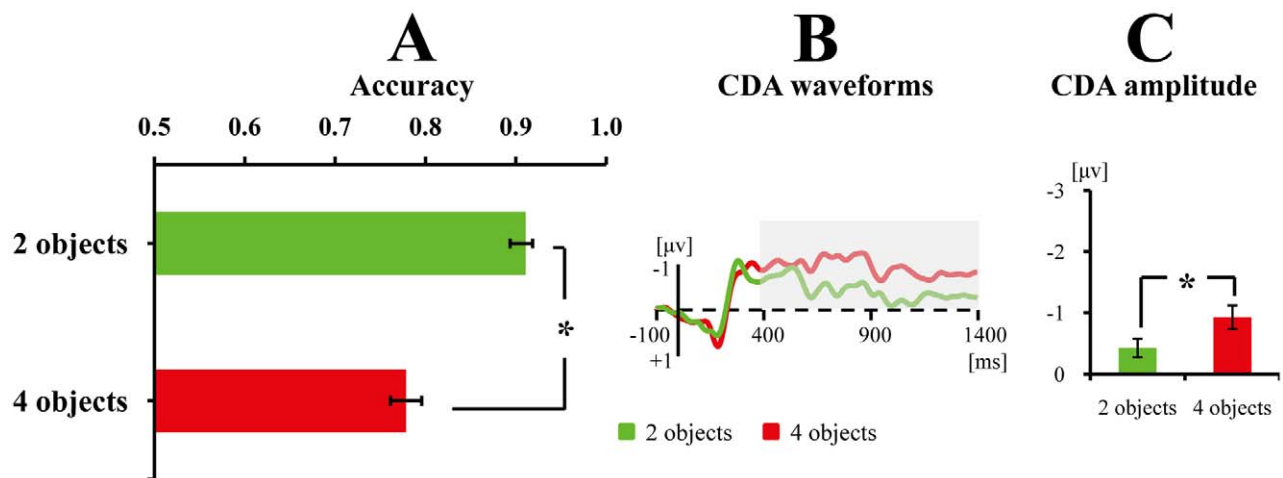 A
Accuracy
0.5 0.6 0.7 0.8 0.9 1.0
2 objects
4 objects
*
B
CDA waveforms
[μv]
-1
-100 400 900 1400
+1 [ms]
2 objects 4 objects
C
CDA amplitude
[μv]
-3
-2
-1
0
*
2 objects 4 objects